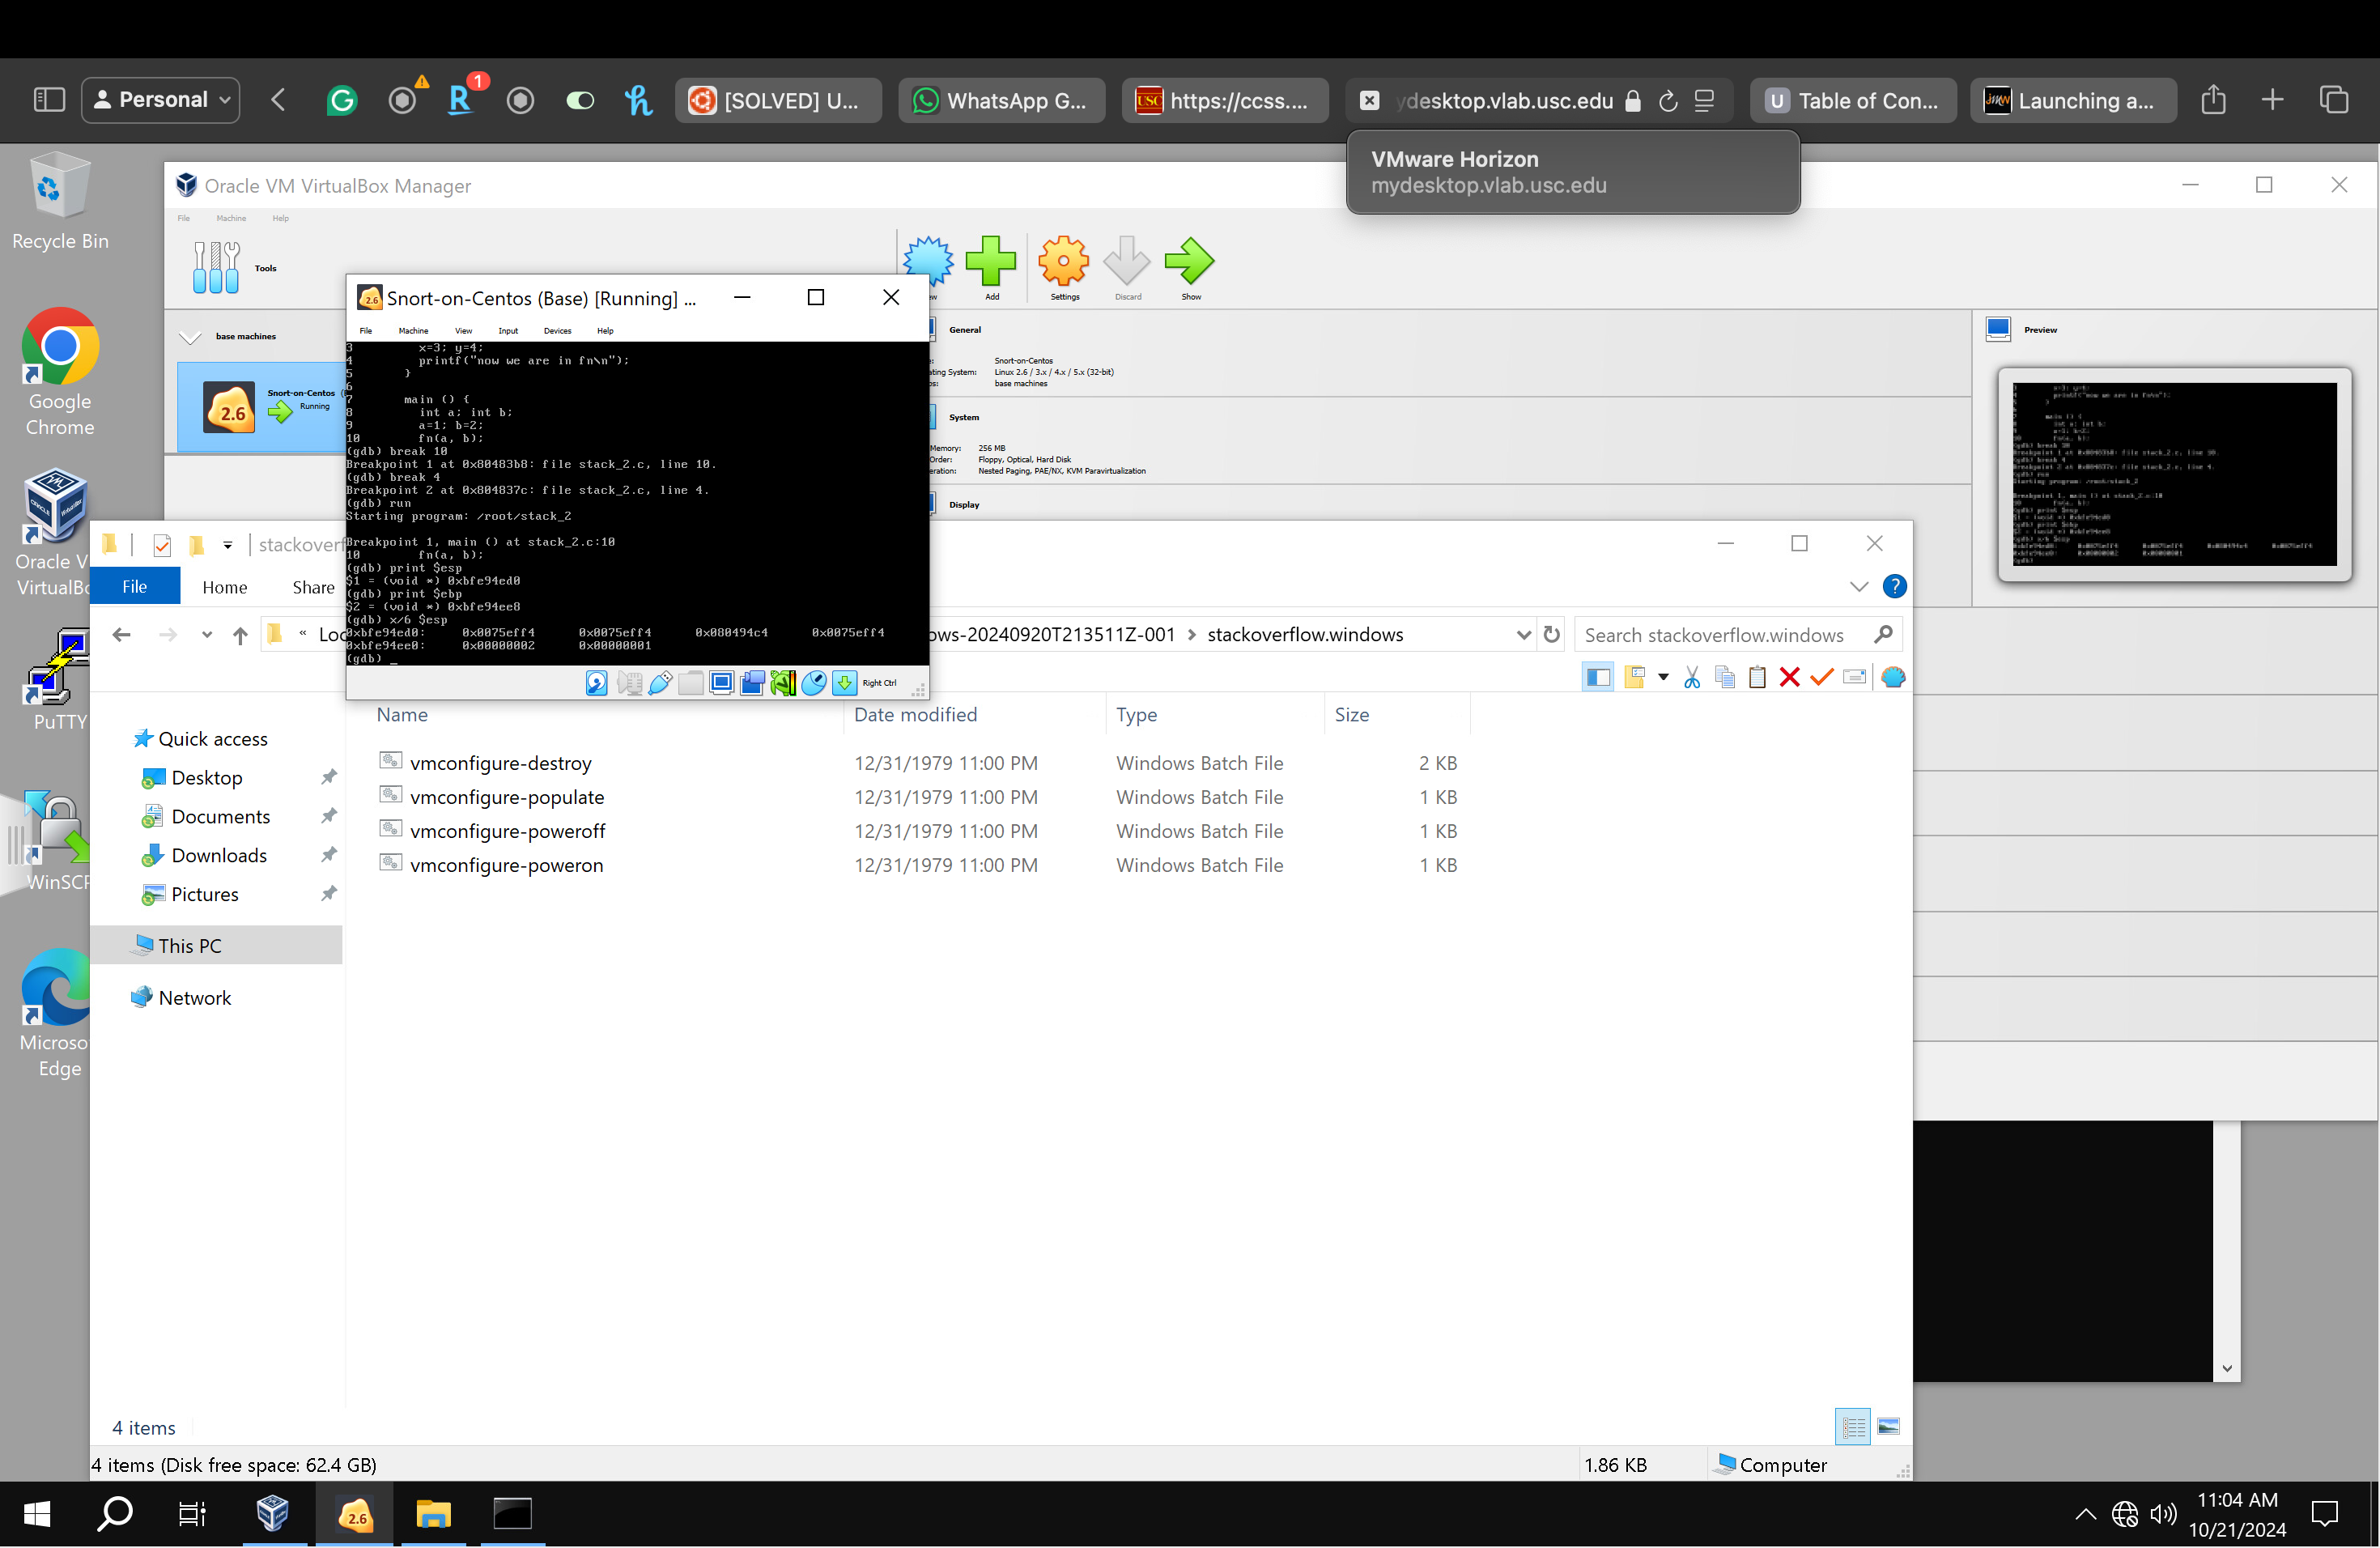 Personal
1
[SOLVED] U...
WhatsApp G...
https://ccss....
ydesktop.vlab.usc.edu
Table of Con...
Launching a...
VMware Horizon
mydesktop.vlab.usc.edu
Recycle Bin
Google
Chrome
Oracle V
VirtualBo
PuTTY
WinSCP
Microso
Edge
Oracle VM VirtualBox Manager
File Machine Help
Tools
Add
Settings
Discard
Show
base machines
Snort-on-Centos
Running
General
Snort-on-Centos
ating System: Linux 2.6 / 3.x / 4.x / 5.x (32-bit)
base machines
System
Memory: 256 MB
Order: Floppy, Optical, Hard Disk
eration: Nested Paging, PAE/NX, KVM Paravirtualization
Display
Preview
Snort-on-Centos (Base) [Running] ...
File Machine View Input Devices Help
3 x=3; y=4;
4 printf("now we are in fn\n");
5 }
6
7 main () {
8 int a; int b;
9 a=1; b=2;
10 fn(a, b);
(gdb) break 10
Breakpoint 1 at 0x80483b8: file stack_2.c, line 10.
(gdb) break 4
Breakpoint 2 at 0x804837c: file stack_2.c, line 4.
(gdb) run
Starting program: /root/stack_2
Breakpoint 1, main () at stack_2.c:10
10 fn(a, b);
(gdb) print $esp
$1 = (void *) 0xbfe94ed0
(gdb) print $ebp
$2 = (void *) 0xbfe94ee8
(gdb) x/6 $esp
0xbfe94ed0: 0x0075eff4 0x0075eff4 0x080494c4 0x0075eff4
0xbfe94ee0: 0x00000002 0x00000001
(gdb) _
Right Ctrl
stackoverf
File Home Share
« Loc
ows-20240920T213511Z-001 > stackoverflow.windows
Search stackoverflow.windows
Name Date modified Type Size
vmconfigure-destroy 12/31/1979 11:00 PM Windows Batch File 2 KB
vmconfigure-populate 12/31/1979 11:00 PM Windows Batch File 1 KB
vmconfigure-poweroff 12/31/1979 11:00 PM Windows Batch File 1 KB
vmconfigure-poweron 12/31/1979 11:00 PM Windows Batch File 1 KB
Quick access
Desktop
Documents
Downloads
Pictures
This PC
Network
4 items
4 items (Disk free space: 62.4 GB)
1.86 KB
Computer
11:04 AM
10/21/2024